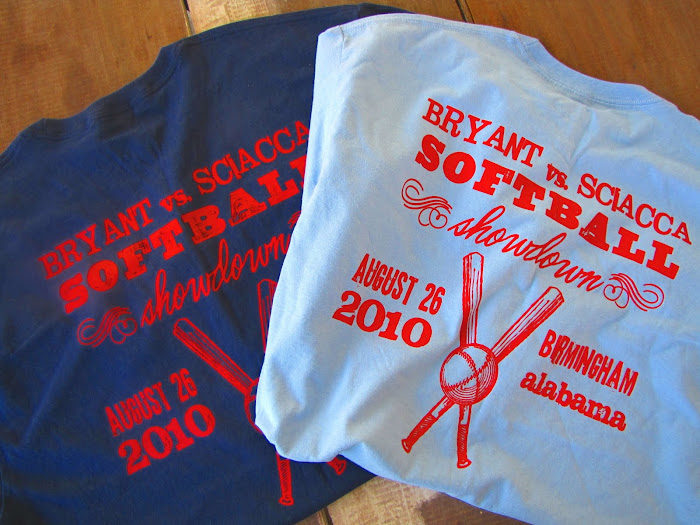 BRYANT vs. SCIACCA
SOFTBALL
showdown
AUGUST 26
2010
BRYANT vs. SCIACCA
SOFTBALL
showdown
AUGUST 26
2010
BIRMINGHAM
alabama